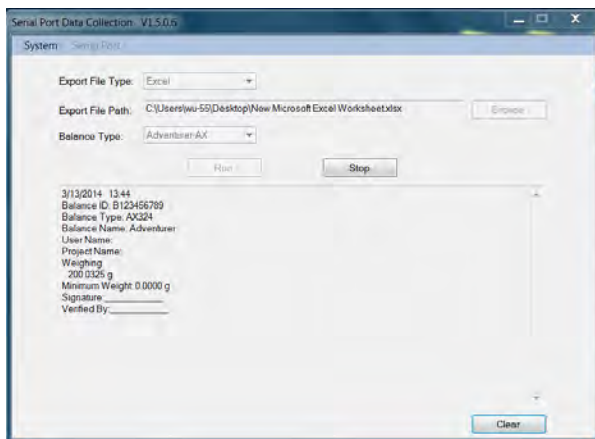 Serial Port Data Collection V1.5.0.6
System Serial Port
Export File Type: Excel
Export File Path: C:\Users\wu-55\Desktop\New Microsoft Excel Worksheet.xlsx Browse
Balance Type: Adventurer-AX
Run Stop
3/13/2014 13:44
Balance ID: B123456789
Balance Type: AX324
Balance Name: Adventurer
User Name:
Project Name:
Weighing
200.0325 g
Minimum Weight: 0.0000 g
Signature:____________
Verified By:____________
Clear